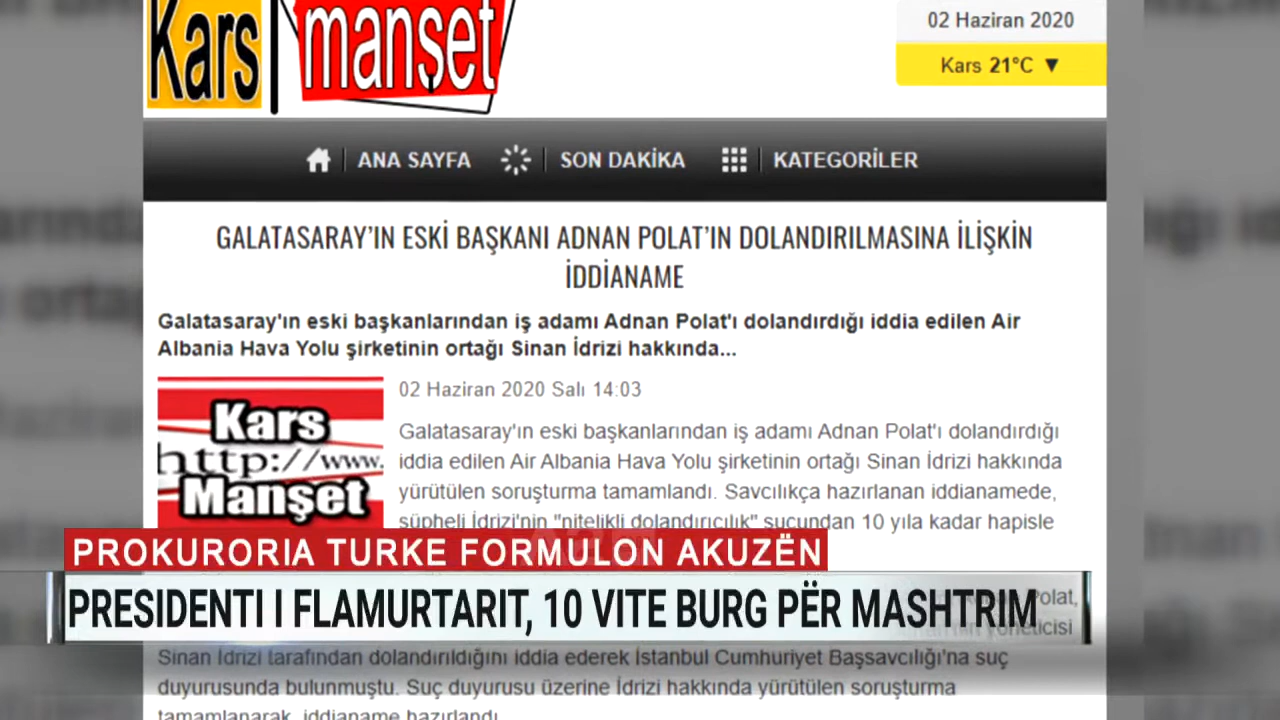 Kars manşet
02 Haziran 2020
Kars 21°C ▼
ANA SAYFA SON DAKİKA KATEGORİLER
GALATASARAY'IN ESKİ BAŞKANI ADNAN POLAT'IN DOLANDIRILMASINA İLİŞKİN
İDDİANAME
Galatasaray'ın eski başkanlarından iş adamı Adnan Polat'ı dolandırdığı iddia edilen Air
Albania Hava Yolu şirketinin ortağı Sinan İdrizi hakkında...
02 Haziran 2020 Salı 14:03
Kars
http://www.
Manşet
Galatasaray'ın eski başkanlarından iş adamı Adnan Polat'ı dolandırdığı
iddia edilen Air Albania Hava Yolu şirketinin ortağı Sinan İdrizi hakkında
yürütülen soruşturma tamamlandı. Savcılıkça hazırlanan iddianamede,
şüpheli İdrizi'nin "nitelikli dolandırıcılık" suçundan 10 yıla kadar hapisle
PROKURORIA TURKE FORMULON AKUZËN
PRESIDENTI I FLAMURTARIT, 10 VITE BURG PËR MASHTRIM
Polat,
yöneticisi
Sinan İdrizi tarafından dolandırıldığını iddia ederek İstanbul Cumhuriyet Başsavcılığı'na suç
duyurusunda bulunmuştu. Suç duyurusu üzerine İdrizi hakkında yürütülen soruşturma
tamamlanarak, iddianame hazırlandı.